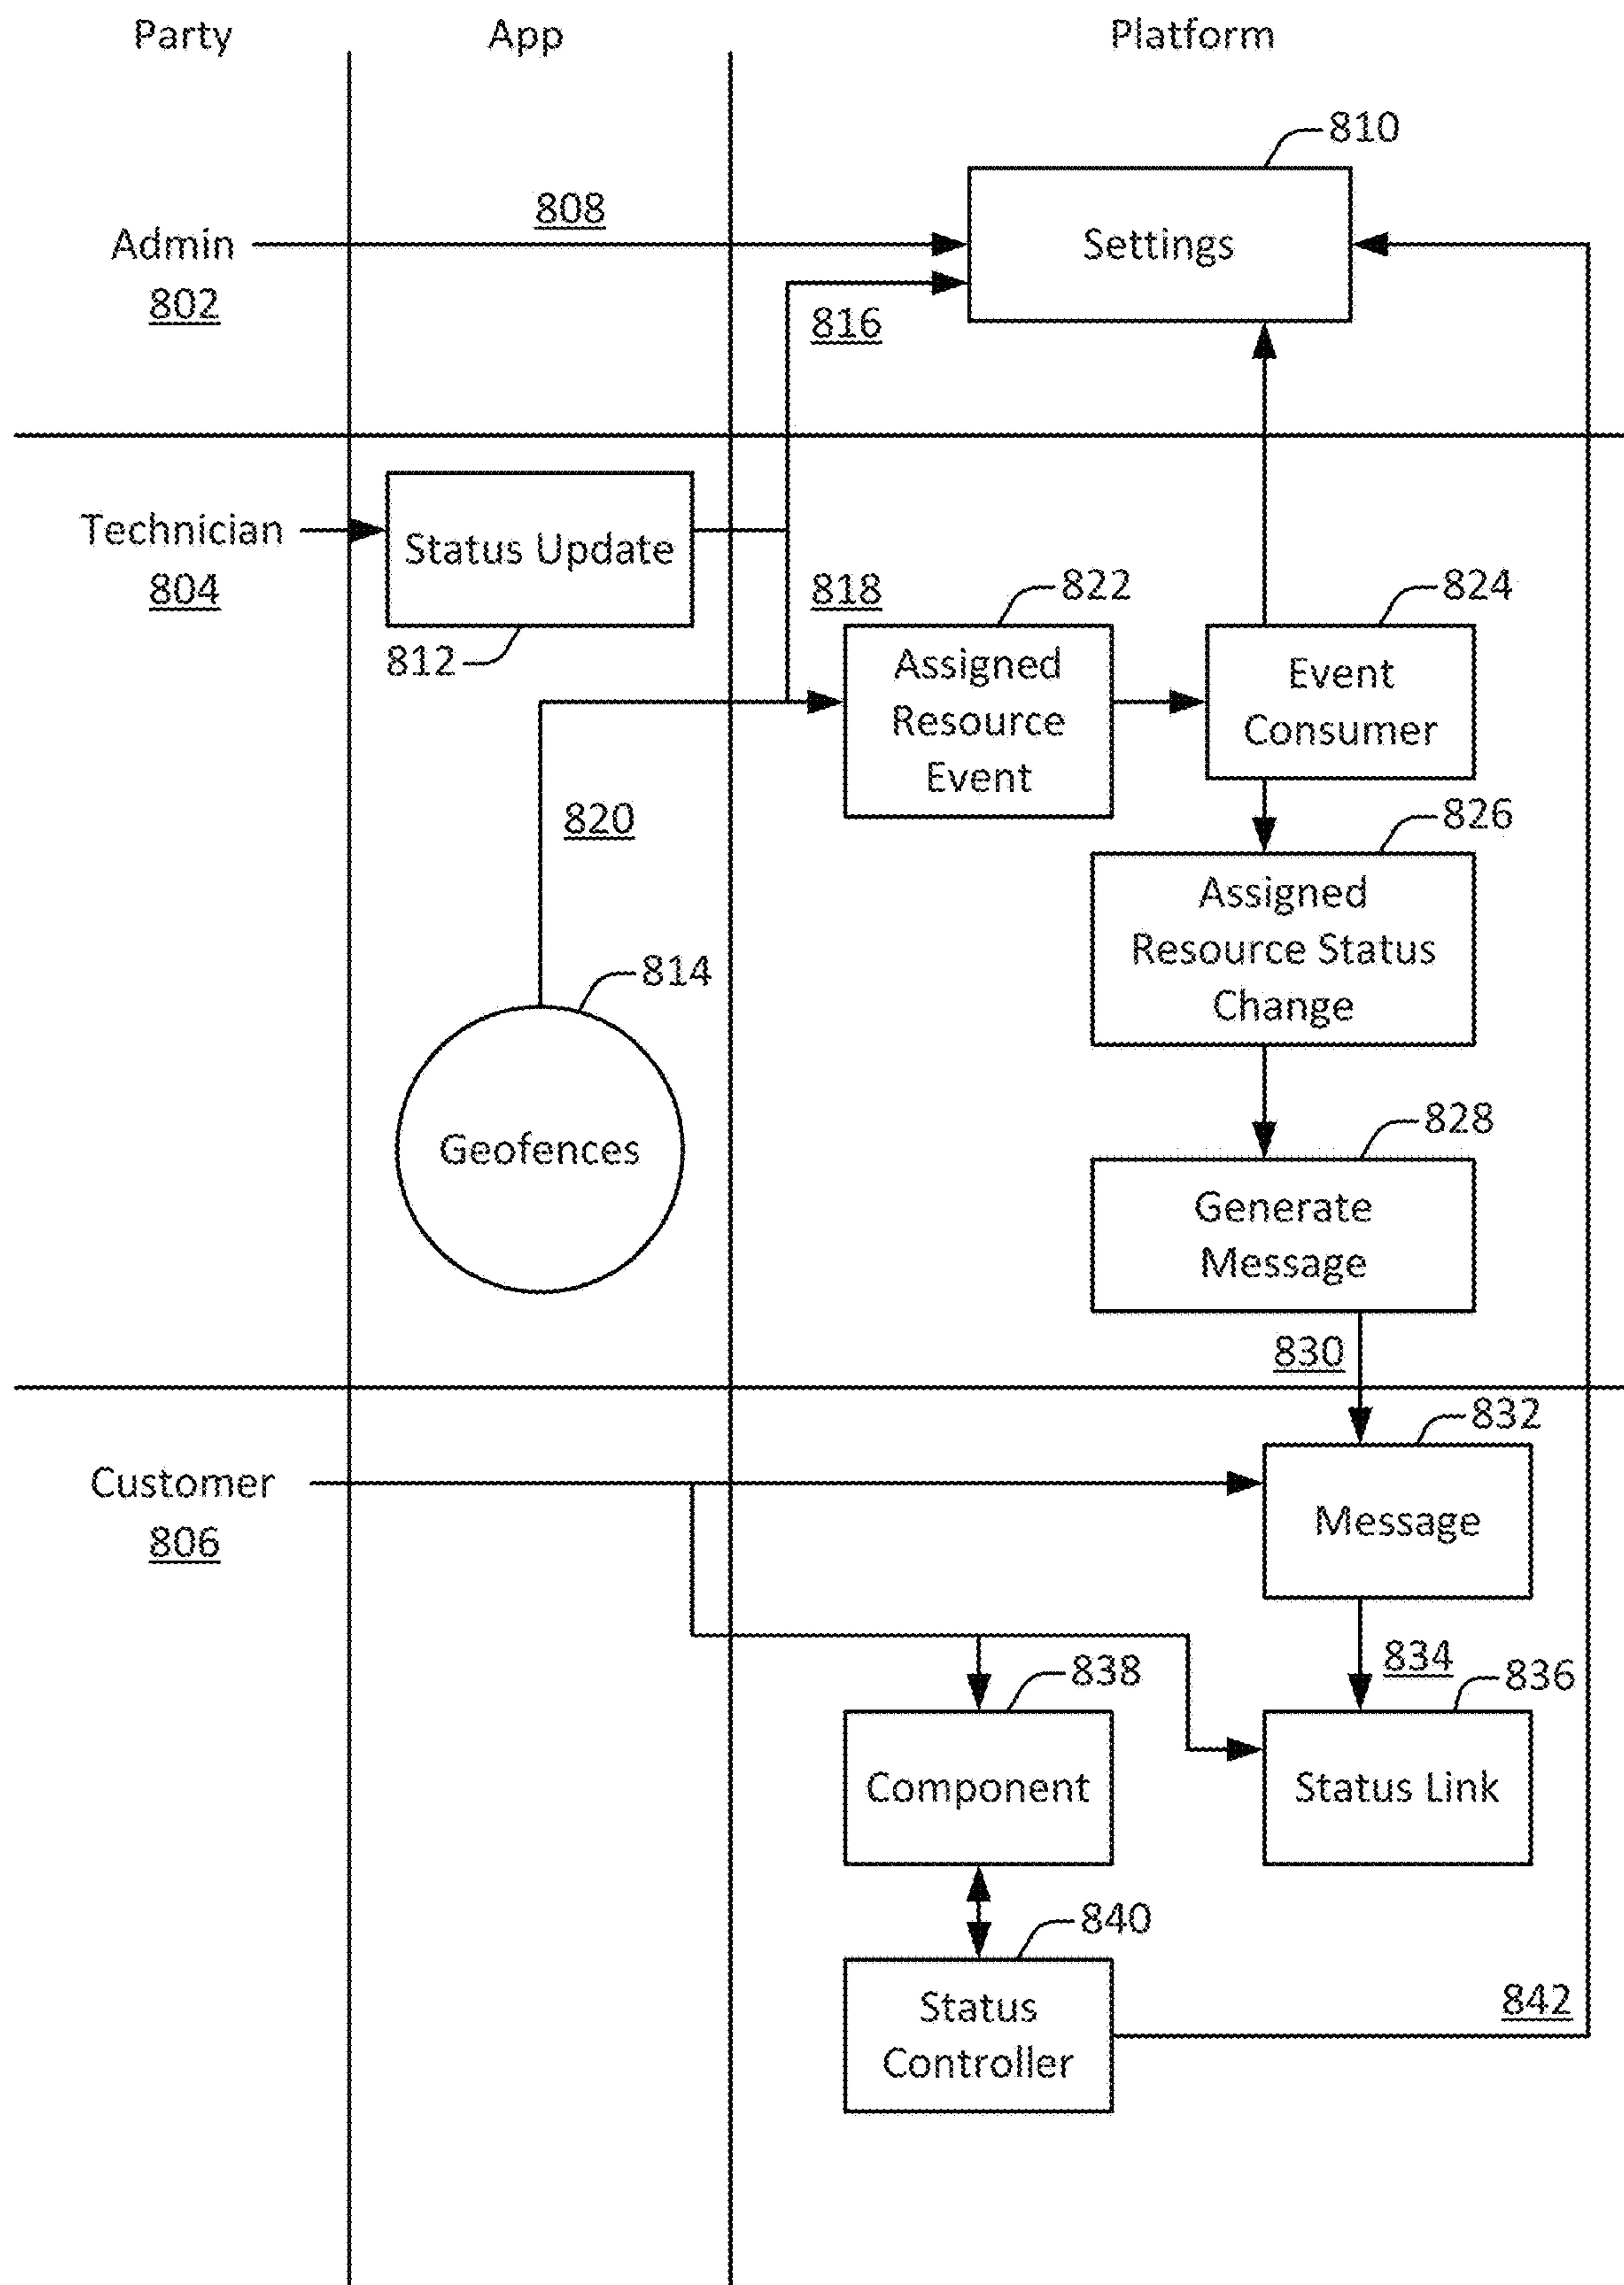 Party
App
Platform
810
808
Settings
Admin
802
816
Technician
804
Status Update
812
818
822
824
Assigned
Resource
Event
Event
Consumer
820
826
Assigned
Resource Status
Change
814
Geofences
828
Generate
Message
830
832
Customer
806
Message
834
838
836
Component
Status Link
840
Status
Controller
842